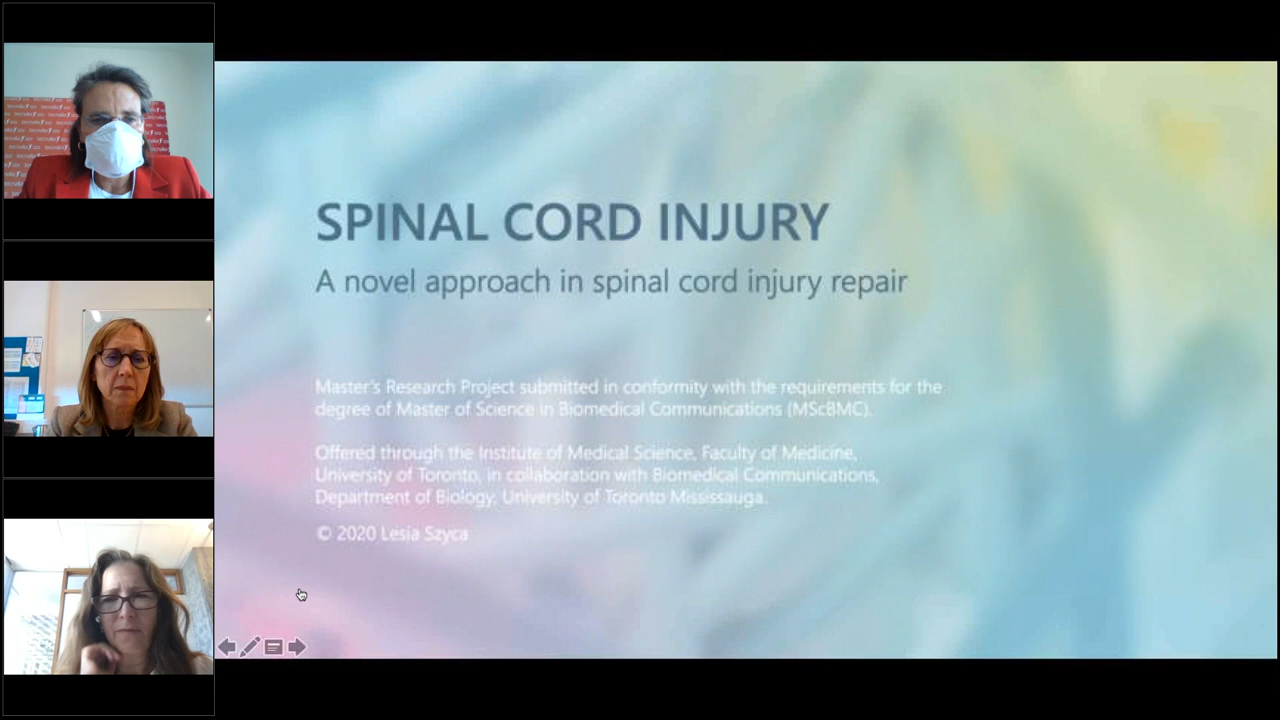 SPINAL CORD INJURY
A novel approach in spinal cord injury repair
Master's Research Project submitted in conformity with the requirements for the
degree of Master of Science in Biomedical Communications (MScBMC).
Offered through the Institute of Medical Science, Faculty of Medicine,
University of Toronto, in collaboration with Biomedical Communications,
Department of Biology, University of Toronto Mississauga.
© 2020 Lesia Szyca